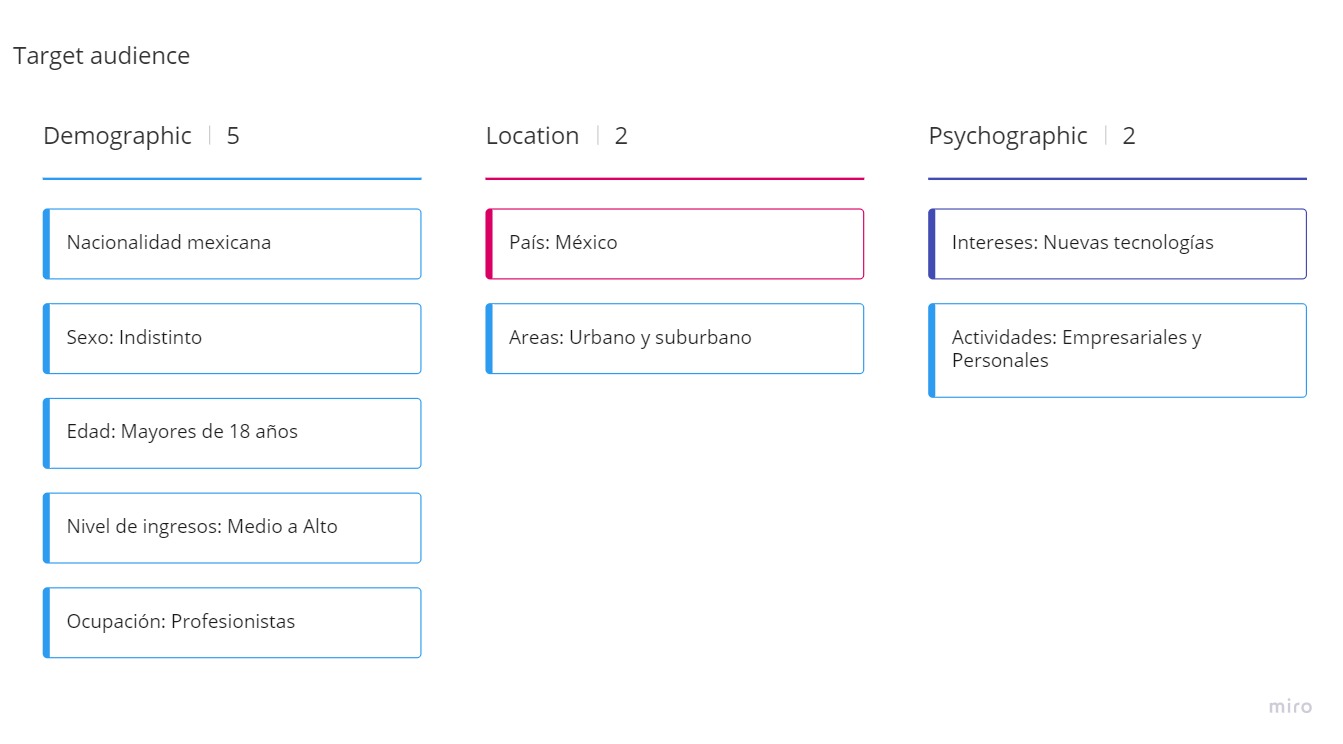 Target audience
Demographic | 5
Nacionalidad mexicana
Sexo: Indistinto
Edad: Mayores de 18 años
Nivel de ingresos: Medio a Alto
Ocupación: Profesionistas
Location | 2
País: México
Areas: Urbano y suburbano
Psychographic | 2
Intereses: Nuevas tecnologías
Actividades: Empresariales y
Personales
miro